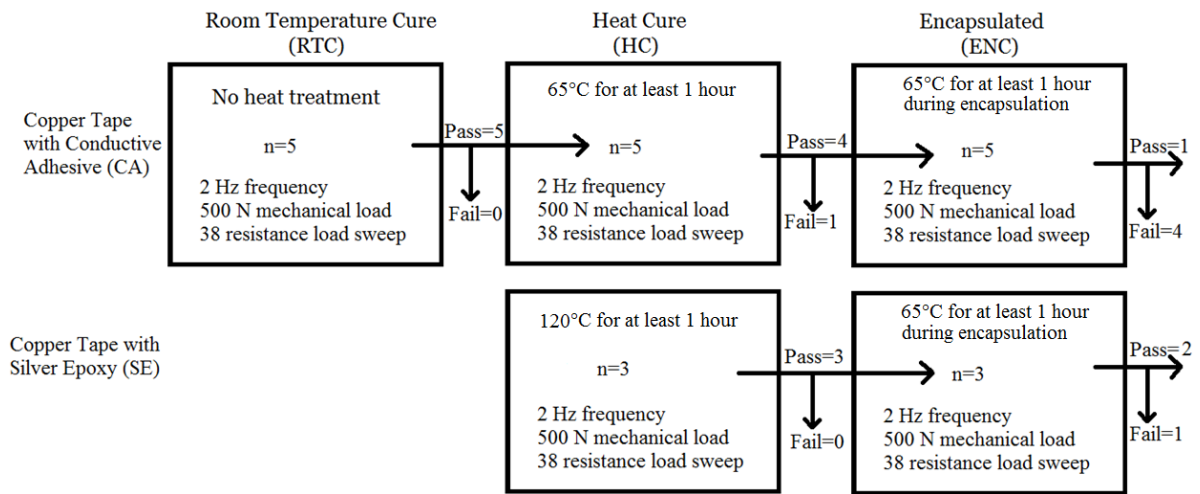 Room Temperature Cure
(RTC)
Heat Cure
(HC)
Encapsulated
(ENC)
Copper Tape
with Conductive
Adhesive (CA)
No heat treatment
n=5
2 Hz frequency
500 N mechanical load
38 resistance load sweep
Pass=5
Fail=0
65°C for at least 1 hour
n=5
2 Hz frequency
500 N mechanical load
38 resistance load sweep
Pass=4
Fail=1
65°C for at least 1 hour
during encapsulation
n=5
2 Hz frequency
500 N mechanical load
38 resistance load sweep
Pass=1
Fail=4
Copper Tape with
Silver Epoxy (SE)
120°C for at least 1 hour
n=3
2 Hz frequency
500 N mechanical load
38 resistance load sweep
Pass=3
Fail=0
65°C for at least 1 hour
during encapsulation
n=3
2 Hz frequency
500 N mechanical load
38 resistance load sweep
Pass=2
Fail=1